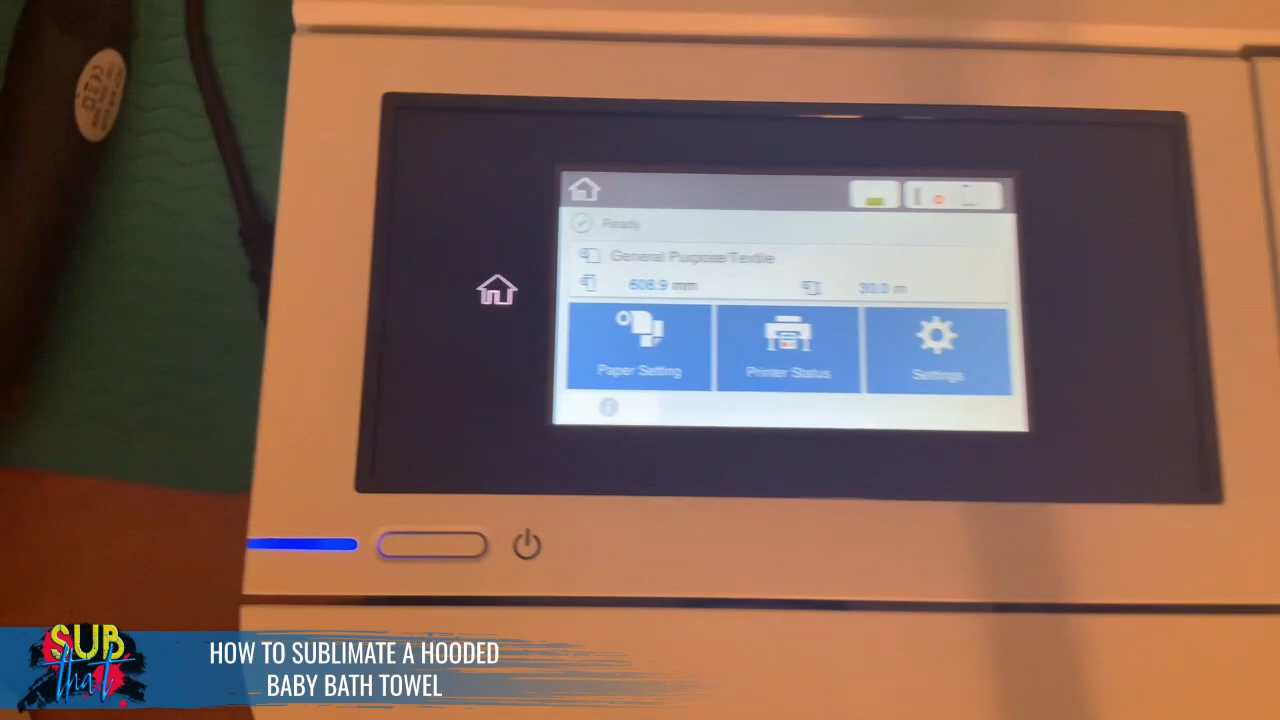 Ready
General Purpose Textile
608.9 mm
30.0 m
Paper Setting
Printer Status
Settings
SUB
that.
HOW TO SUBLIMATE A HOODED
BABY BATH TOWEL